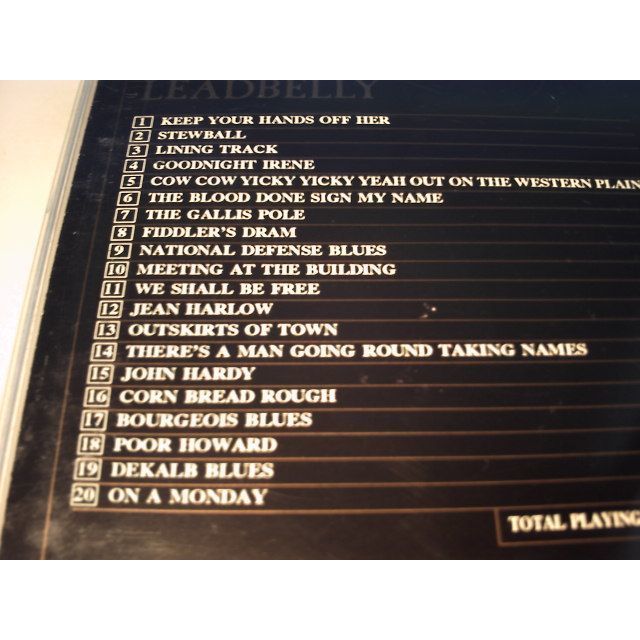 LEADBELLY
1 KEEP YOUR HANDS OFF HER
2 STEWBALL
3 LINING TRACK
4 GOODNIGHT IRENE
5 COW COW YICKY YICKY YEAH OUT ON THE WESTERN PLAIN
6 THE BLOOD DONE SIGN MY NAME
7 THE GALLIS POLE
8 FIDDLER'S DRAM
9 NATIONAL DEFENSE BLUES
10 MEETING AT THE BUILDING
11 WE SHALL BE FREE
12 JEAN HARLOW
13 OUTSKIRTS OF TOWN
14 THERE'S A MAN GOING ROUND TAKING NAMES
15 JOHN HARDY
16 CORN BREAD ROUGH
17 BOURGEOIS BLUES
18 POOR HOWARD
19 DEKALB BLUES
20 ON A MONDAY
TOTAL PLAYING